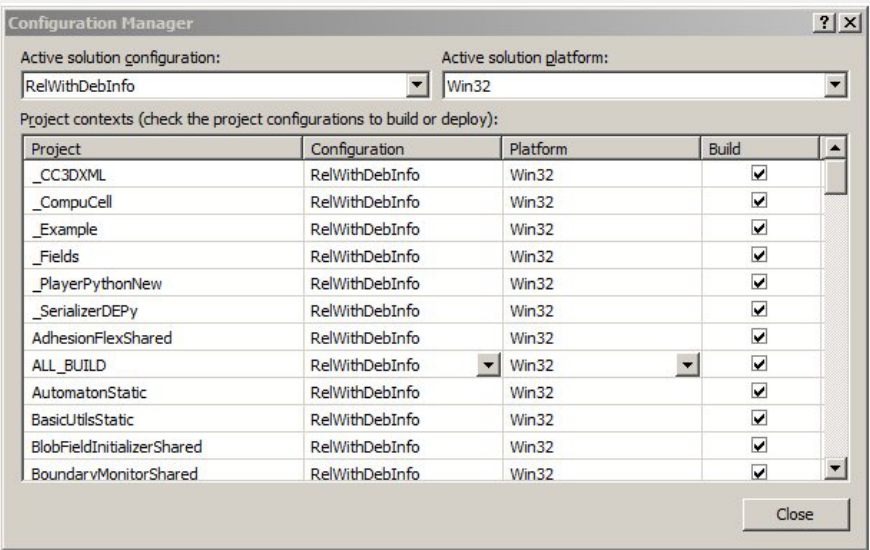 Configuration Manager
Active solution configuration: Active solution platform:
RelWithDebInfo Win32
Project contexts (check the project configurations to build or deploy):
Project Configuration Platform Build
_CC3DXML RelWithDebInfo Win32
_CompuCell RelWithDebInfo Win32
_Example RelWithDebInfo Win32
_Fields RelWithDebInfo Win32
_PlayerPythonNew RelWithDebInfo Win32
_SerializerDEPy RelWithDebInfo Win32
AdhesionFlexShared RelWithDebInfo Win32
ALL_BUILD RelWithDebInfo Win32
AutomatonStatic RelWithDebInfo Win32
BasicUtilsStatic RelWithDebInfo Win32
BlobFieldInitializerShared RelWithDebInfo Win32
BoundaryMonitorShared RelWithDebInfo Win32
Close